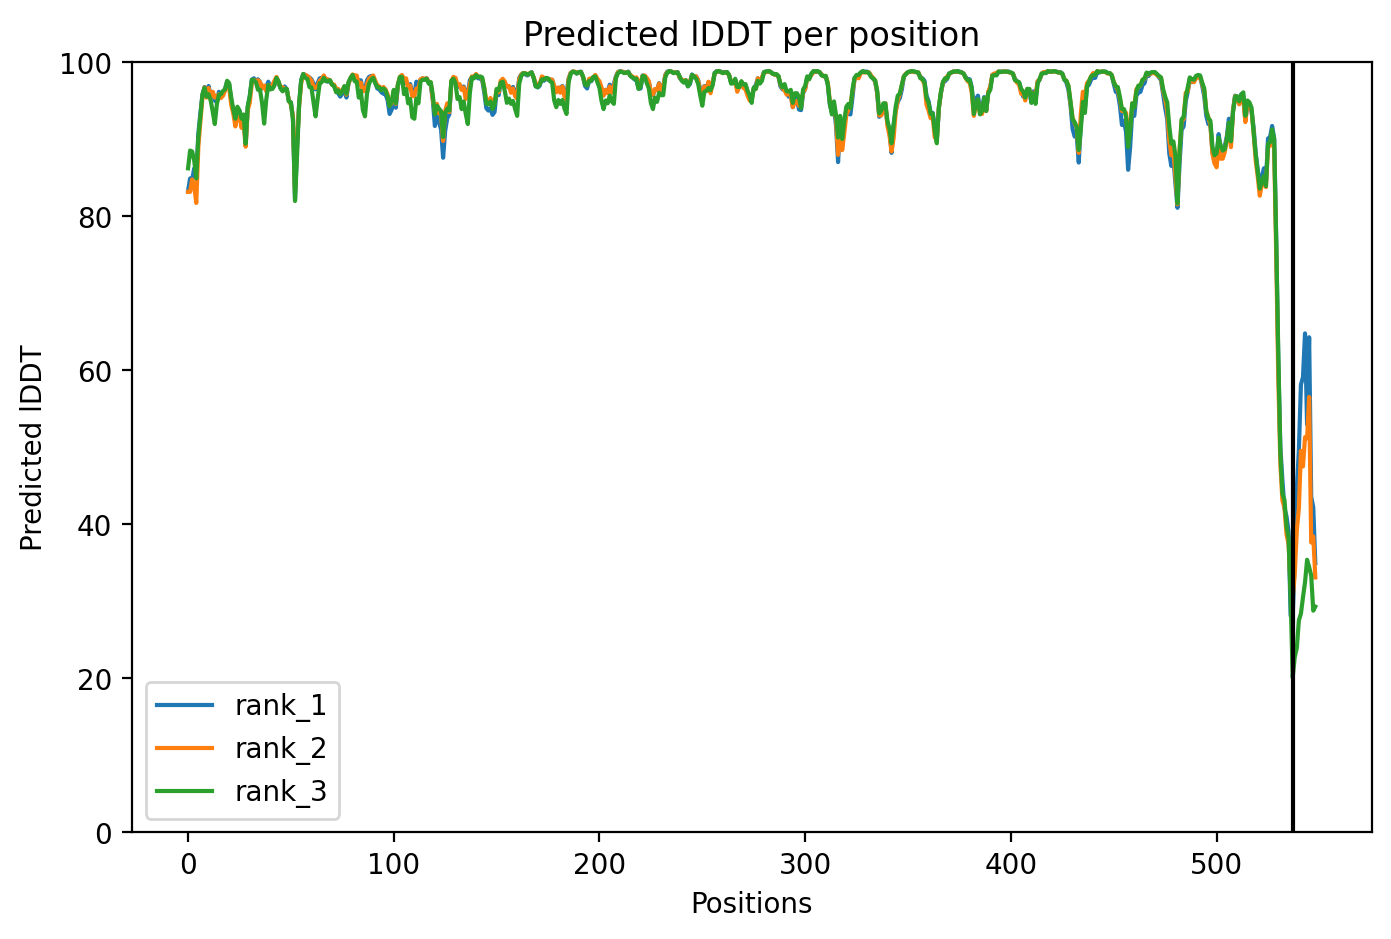 Predicted lDDT per position
100
80
60
40
20
0
Predicted lDDT
rank_1
rank_2
rank_3
0 100 200 300 400 500
Positions